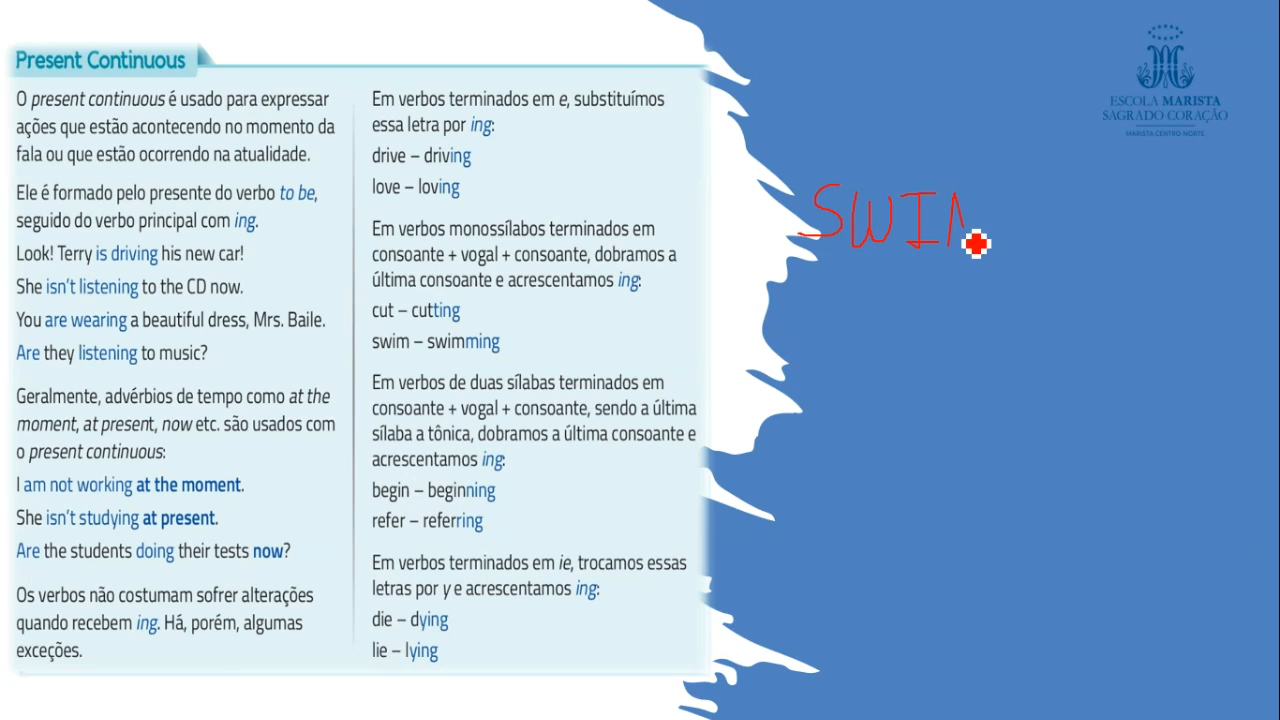 Present Continuous
O present continuous é usado para expressar
ações que estão acontecendo no momento da
fala ou que estão ocorrendo na atualidade.
Ele é formado pelo presente do verbo to be,
seguido do verbo principal com ing.
Look! Terry is driving his new car!
She isn't listening to the CD now.
You are wearing a beautiful dress, Mrs. Baile.
Are they listening to music?
Geralmente, advérbios de tempo como at the
moment, at present, now etc. são usados com
o present continuous:
I am not working at the moment.
She isn't studying at present.
Are the students doing their tests now?
Os verbos não costumam sofrer alterações
quando recebem ing. Há, porém, algumas
exceções.
Em verbos terminados em e, substituímos
essa letra por ing:
drive – driving
love – loving
Em verbos monossílabos terminados em
consoante + vogal + consoante, dobramos a
última consoante e acrescentamos ing:
cut – cutting
swim – swimming
Em verbos de duas sílabas terminados em
consoante + vogal + consoante, sendo a última
sílaba a tônica, dobramos a última consoante e
acrescentamos ing:
begin – beginning
refer – referring
Em verbos terminados em ie, trocamos essas
letras por y e acrescentamos ing:
die – dying
lie – lying
ESCOLA MARISTA
SAGRADO CORAÇÃO
MARISTA CENTRO-NORTE